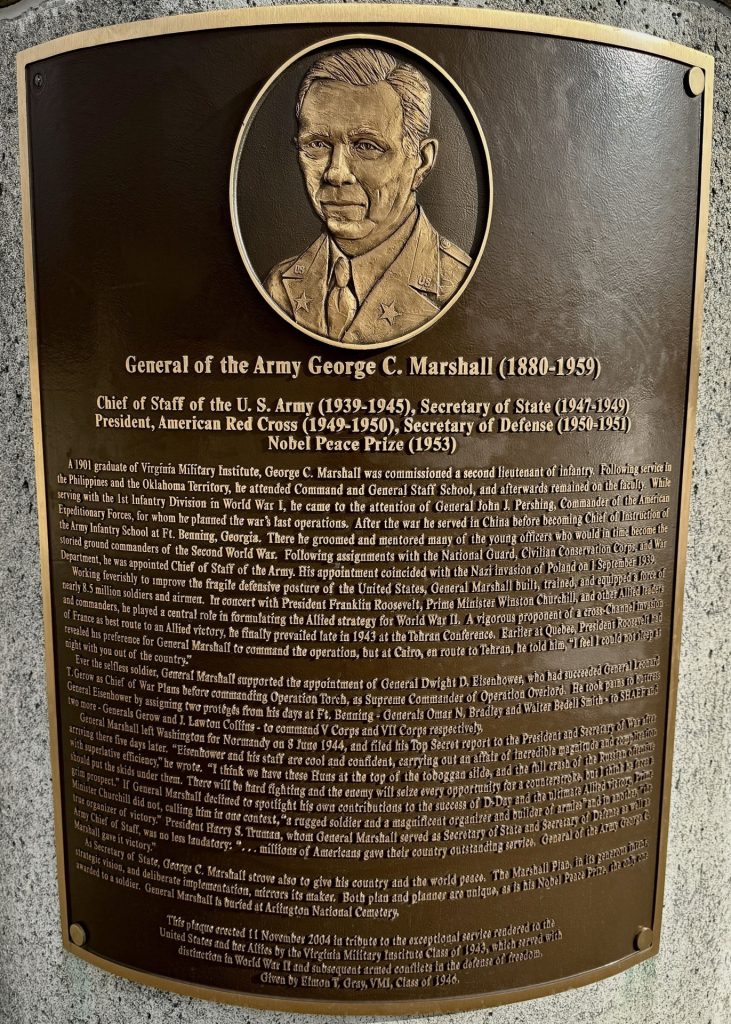 US
US
General of the Army George C. Marshall (1880-1959)
Chief of Staff of the U. S. Army (1939-1945), Secretary of State (1947-1949)
President, American Red Cross (1949-1950), Secretary of Defense (1950-1951)
Nobel Peace Prize (1953)
A 1901 graduate of Virginia Military Institute, George C. Marshall was commissioned a second lieutenant of infantry. Following service in
the Philippines and the Oklahoma Territory, he attended Command and General Staff School, and afterwards remained on the faculty. While
serving with the 1st Infantry Division in World War I, he came to the attention of General John J. Pershing, Commander of the American
Expeditionary Forces, for whom he planned the war's last operations. After the war he served in China before becoming Chief of Instruction of
the Army Infantry School at Ft. Benning, Georgia. There he groomed and mentored many of the young officers who would in time become the
storied ground commanders of the Second World War. Following assignments with the National Guard, Civilian Conservation Corps, and War
Department, he was appointed Chief of Staff of the Army. His appointment coincided with the Nazi invasion of Poland on 1 September 1939.
Working feverishly to improve the fragile defensive posture of the United States, General Marshall built, trained, and equipped a force of
nearly 8.5 million soldiers and airmen. In concert with President Franklin Roosevelt, Prime Minister Winston Churchill, and other Allied leaders
and commanders, he played a central role in formulating the Allied strategy for World War II. A vigorous proponent of a cross-Channel invasion
of France as best route to an Allied victory, he finally prevailed late in 1943 at the Tehran Conference. Earlier at Quebec, President Roosevelt had
revealed his preference for General Marshall to command the operation, but at Cairo, en route to Tehran, he told him, "I feel I could not sleep at
night with you out of the country."
Ever the selfless soldier, General Marshall supported the appointment of General Dwight D. Eisenhower, who had succeeded General Leonard
T. Gerow as Chief of War Plans before commanding Operation Torch, as Supreme Commander of Operation Overlord. He took pains to buttress
General Eisenhower by assigning two protégés from his days at Ft. Benning - Generals Omar N. Bradley and Walter Bedell Smith - to SHAEF and
two more - Generals Gerow and J. Lawton Collins - to command V Corps and VII Corps respectively.
General Marshall left Washington for Normandy on 8 June 1944, and filed his Top Secret report to the President and Secretary of War after
arriving there five days later. "Eisenhower and his staff are cool and confident, carrying out an affair of incredible magnitude and complication
with superlative efficiency," he wrote. "I think we have these Huns at the top of the toboggan slide, and the full crash of the Russian offensive
should put the skids under them. There will be hard fighting and the enemy will seize every opportunity for a counterstroke, but I think he faces a
grim prospect." If General Marshall declined to spotlight his own contributions to the success of D-Day and the ultimate Allied victory, Prime
Minister Churchill did not, calling him in one context, "a rugged soldier and a magnificent organizer and builder of armies" and in another, "the
true organizer of victory." President Harry S. Truman, whom General Marshall served as Secretary of State and Secretary of Defense as well as
Army Chief of Staff, was no less laudatory: "... millions of Americans gave their country outstanding service. General of the Army George C.
Marshall gave it victory."
As Secretary of State, George C. Marshall strove also to give his country and the world peace. The Marshall Plan, in its generous intent,
strategic vision, and deliberate implementation, mirrors its maker. Both plan and planner are unique, as is his Nobel Peace Prize, the only one
awarded to a soldier. General Marshall is buried at Arlington National Cemetery.
This plaque erected 11 November 2004 in tribute to the exceptional service rendered to the
United States and her Allies by the Virginia Military Institute Class of 1943, which served with
distinction in World War II and subsequent armed conflicts in the defense of freedom.
Given by Elmon T. Gray, VMI, Class of 1946.